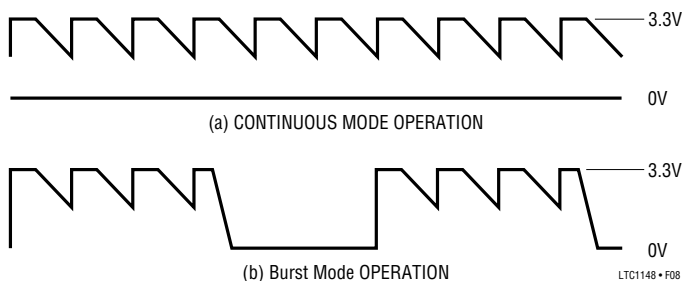 3.3V
0V
(a) CONTINUOUS MODE OPERATION
3.3V
0V
(b) Burst Mode OPERATION
LTC1148 • F08